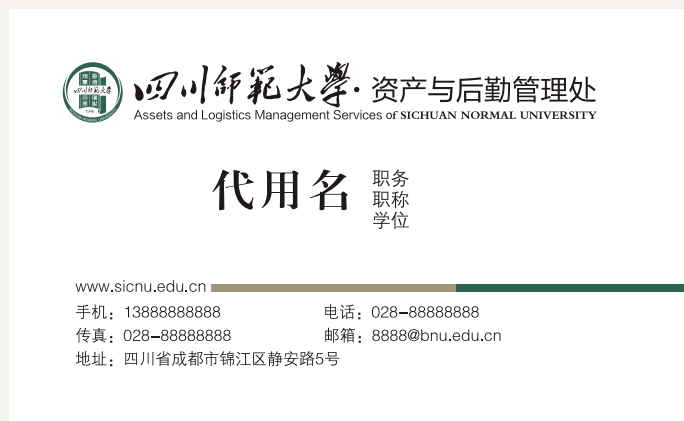 四川师范大学·资产与后勤管理处
Assets and Logistics Management Services of SICHUAN NORMAL UNIVERSITY
代用名
职务
职称
学位
www.sicnu.edu.cn
手机：13888888888
电话：028-88888888
传真：028-88888888
邮箱：8888@bnu.edu.cn
地址：四川省成都市锦江区静安路5号